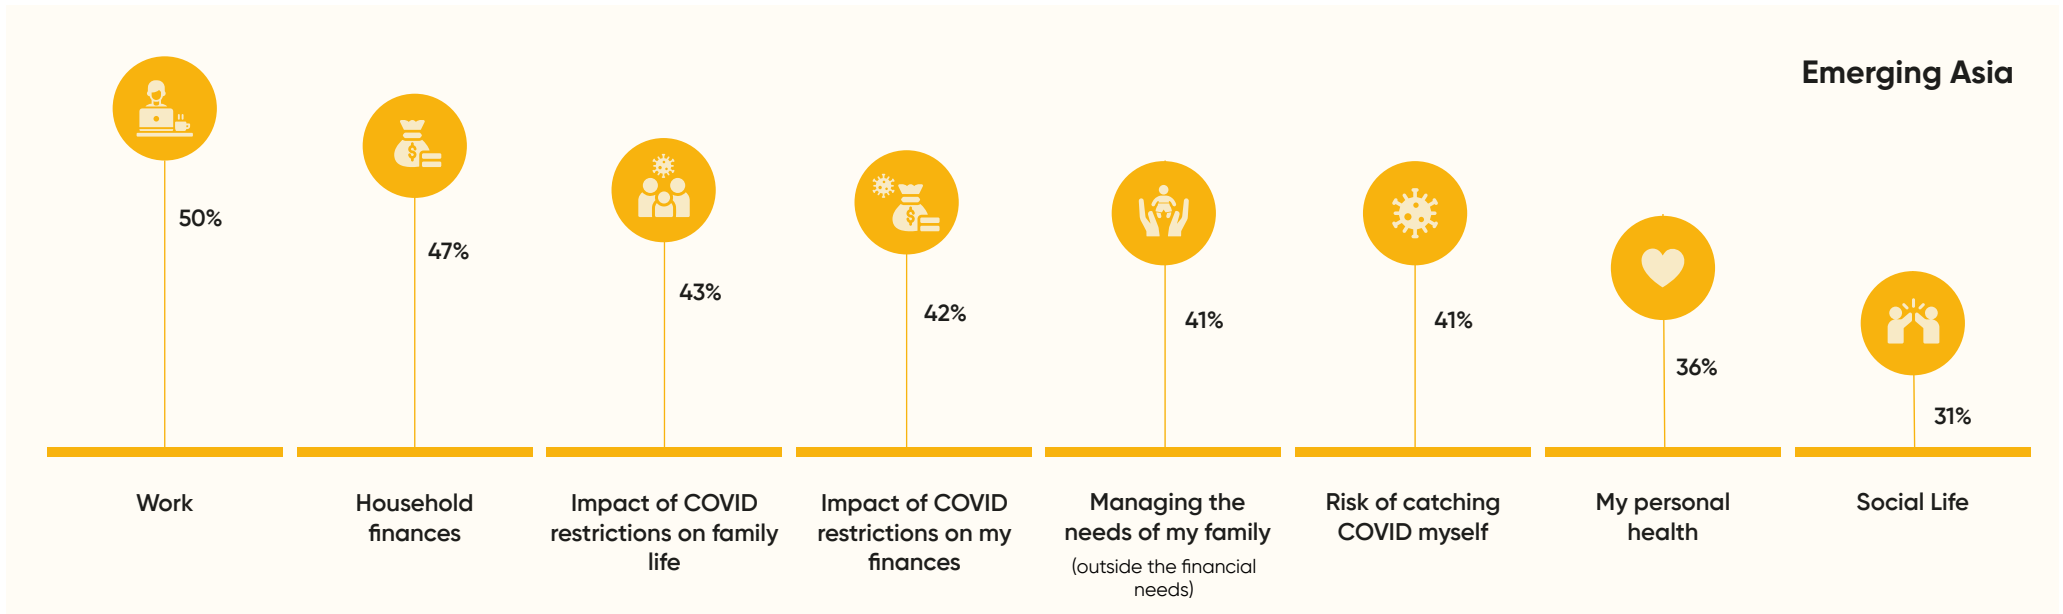 Emerging Asia
50%
47%
43%
42%
41%
41%
36%
31%
Work
Household
finances
Impact of COVID
restrictions on family
life
Impact of COVID
restrictions on my
finances
Managing the
needs of my family
(outside the financial
needs)
Risk of catching
COVID myself
My personal
health
Social Life